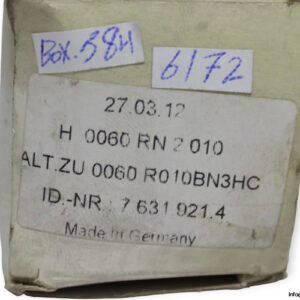 Box.58H
6172
27.03.12
H 0060 RN 2 010
ALT.ZU 0060 R010BN3HC
ID.-NR.: 7 631 921.4
Made in Germany